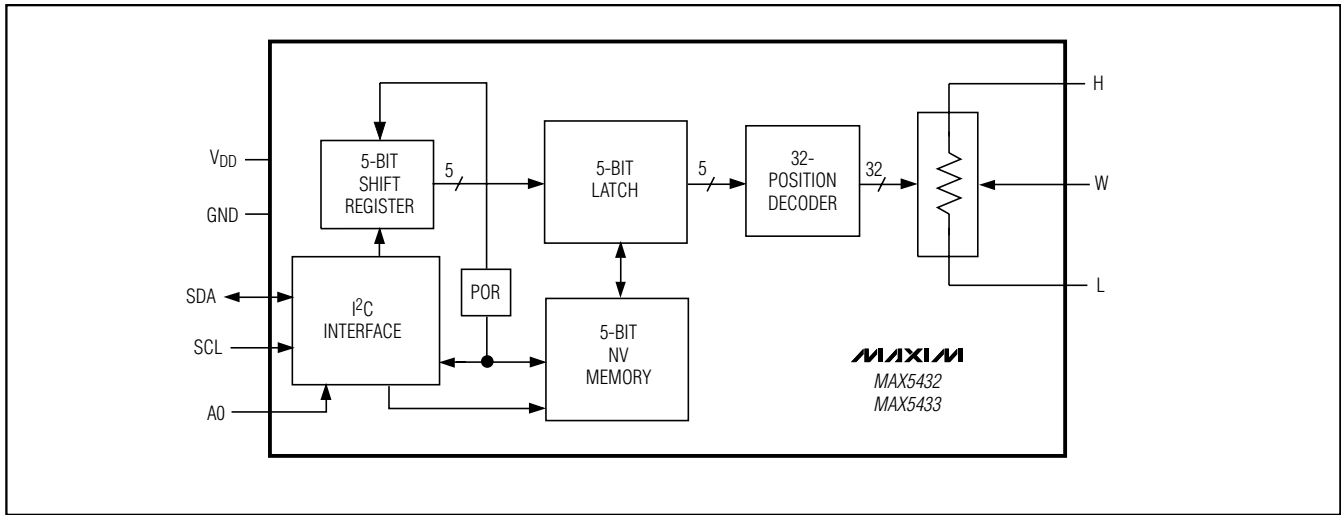 H
VDD
5-BIT
SHIFT
REGISTER
5
5-BIT
LATCH
5
32-
POSITION
DECODER
32
W
GND
SDA
I2C
INTERFACE
POR
L
SCL
5-BIT
NV
MEMORY
MAXIM
MAX5432
MAX5433
A0